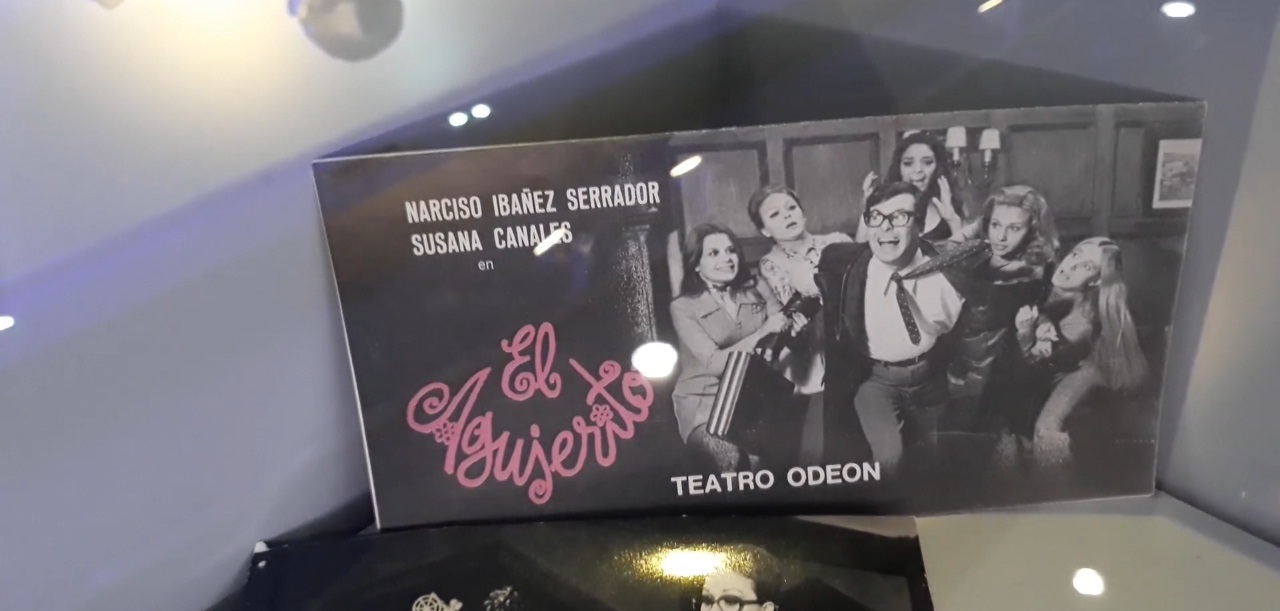 NARCISO IBAÑEZ SERRADOR
SUSANA CANALES
en
El
Agujerito
TEATRO ODEON